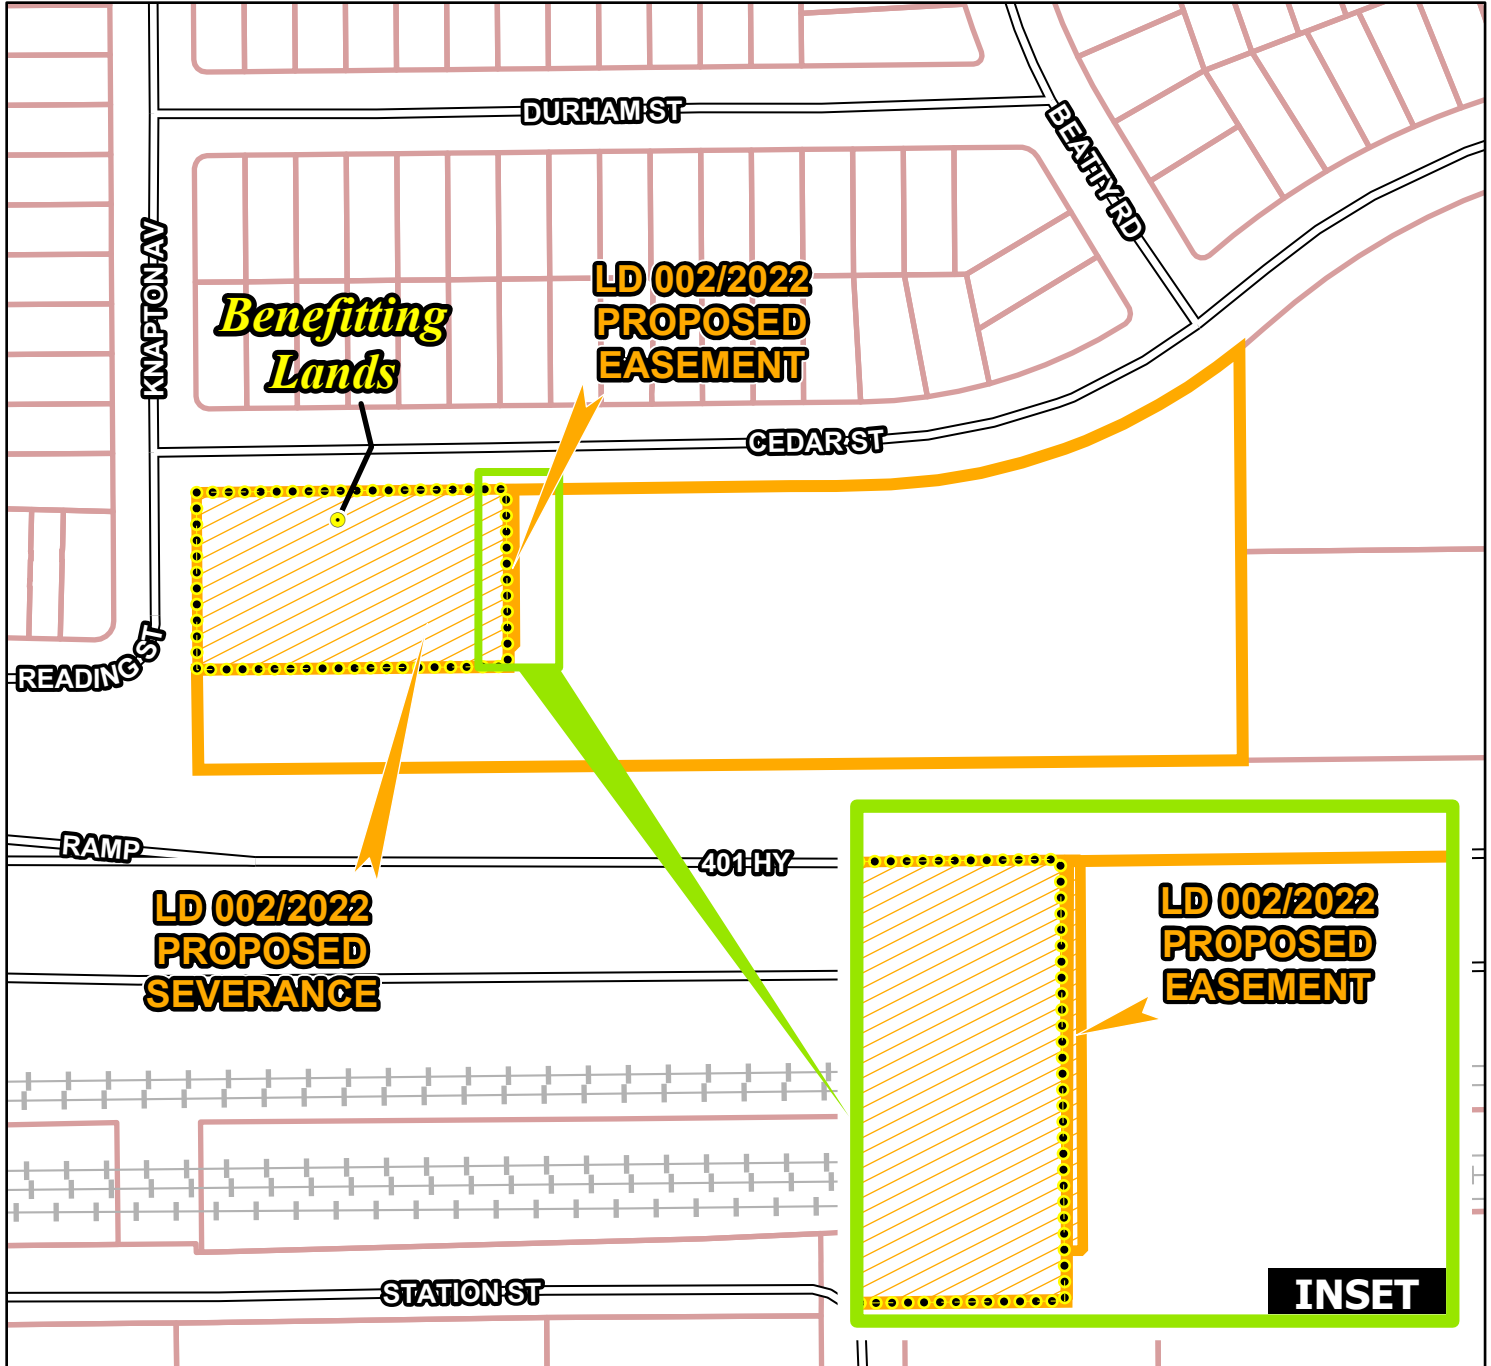 DURHAM ST
BEATTY RD
KNAPTON AV
LD 002/2022
PROPOSED
EASEMENT
Benefitting
Lands
CEDAR ST
READING ST
RAMP
401 HY
LD 002/2022
PROPOSED
SEVERANCE
LD 002/2022
PROPOSED
EASEMENT
STATION ST
INSET